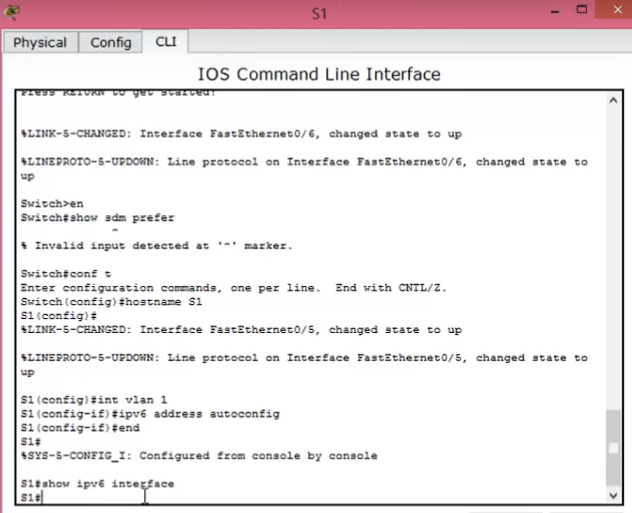 S1
Physical Config CLI
IOS Command Line Interface
Press RETURN to get started!
%LINK-5-CHANGED: Interface FastEthernet0/6, changed state to up
%LINEPROTO-5-UPDOWN: Line protocol on Interface FastEthernet0/6, changed state to
up
Switch>en
Switch#show sdm prefer
^
% Invalid input detected at '^' marker.
Switch#conf t
Enter configuration commands, one per line.  End with CNTL/Z.
Switch(config)#hostname S1
S1(config)#
%LINK-5-CHANGED: Interface FastEthernet0/5, changed state to up
%LINEPROTO-5-UPDOWN: Line protocol on Interface FastEthernet0/5, changed state to
up
S1(config)#int vlan 1
S1(config-if)#ipv6 address autoconfig
S1(config-if)#end
S1#
%SYS-5-CONFIG_I: Configured from console by console
S1#show ipv6 interface
S1#